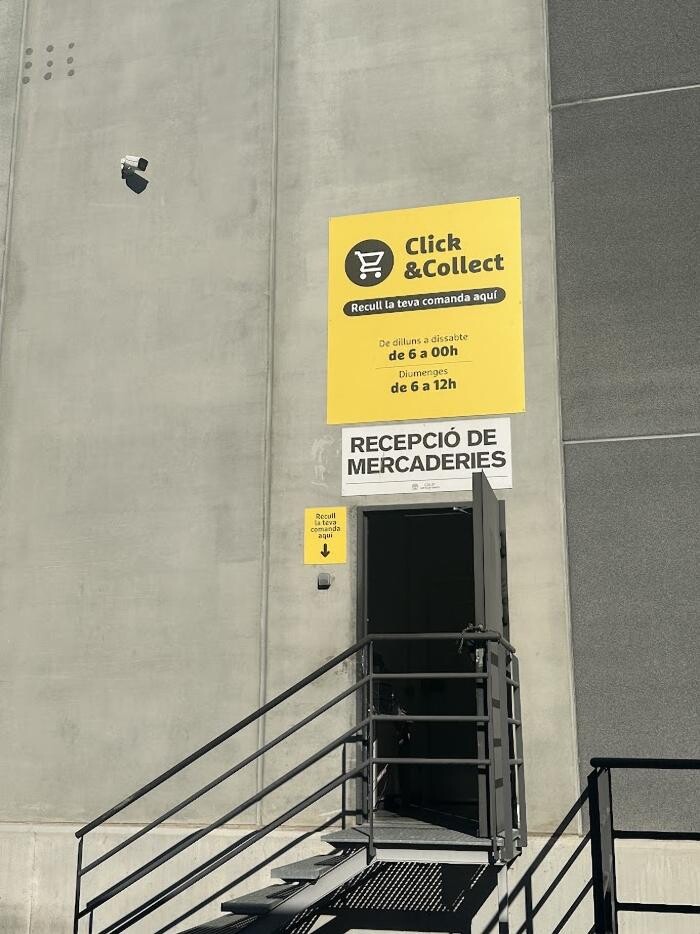 Click
&Collect
Recull la teva comanda aquí
De dilluns a dissabte
de 6 a 00h
Diumenges
de 6 a 12h
RECEPCIÓ DE
MERCADERIES
Recull
la teva
comanda
aquí